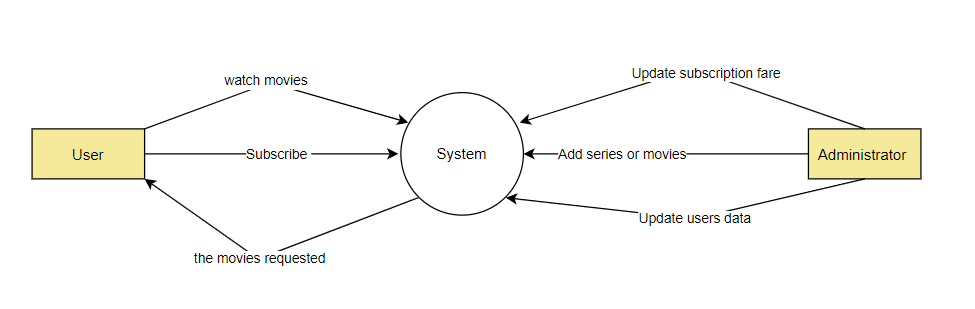 Update subscription fare
watch movies
User
Subscribe
System
Add series or movies
Administrator
Update users data
the movies requested